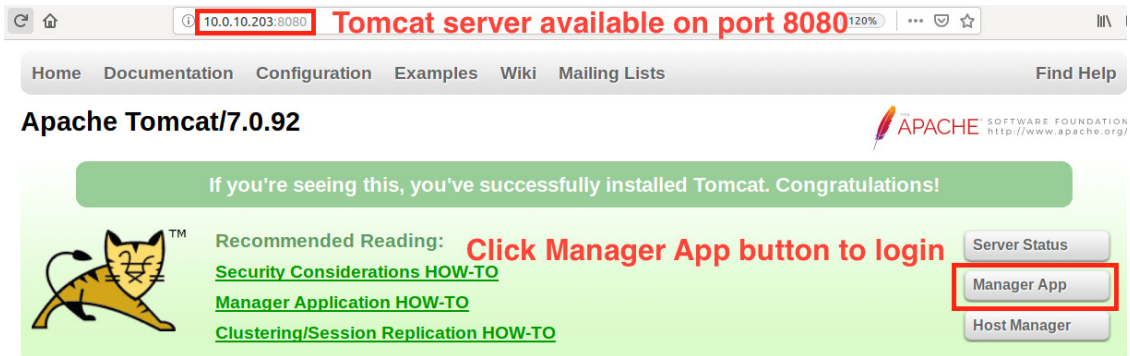 10.0.10.203:8080 Tomcat server available on port 8080 120%
Home Documentation Configuration Examples Wiki Mailing Lists Find Help
Apache Tomcat/7.0.92
THE APACHE® SOFTWARE FOUNDATION
http://www.apache.org/
If you're seeing this, you've successfully installed Tomcat. Congratulations!
TM
Recommended Reading:
Click Manager App button to login
Server Status
Security Considerations HOW-TO
Manager App
Manager Application HOW-TO
Host Manager
Clustering/Session Replication HOW-TO